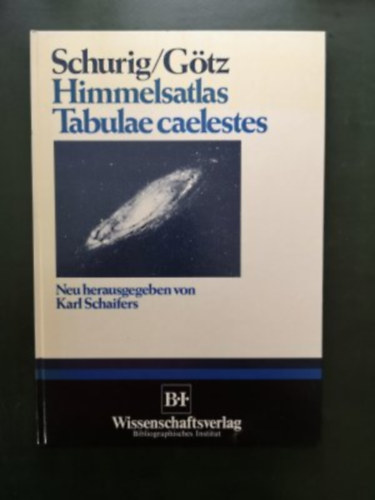 Schurig/Götz
Himmelsatlas
Tabulae caelestes
Neu herausgegeben von
Karl Schaifers
B·I·
Wissenschaftsverlag
Bibliographisches Institut